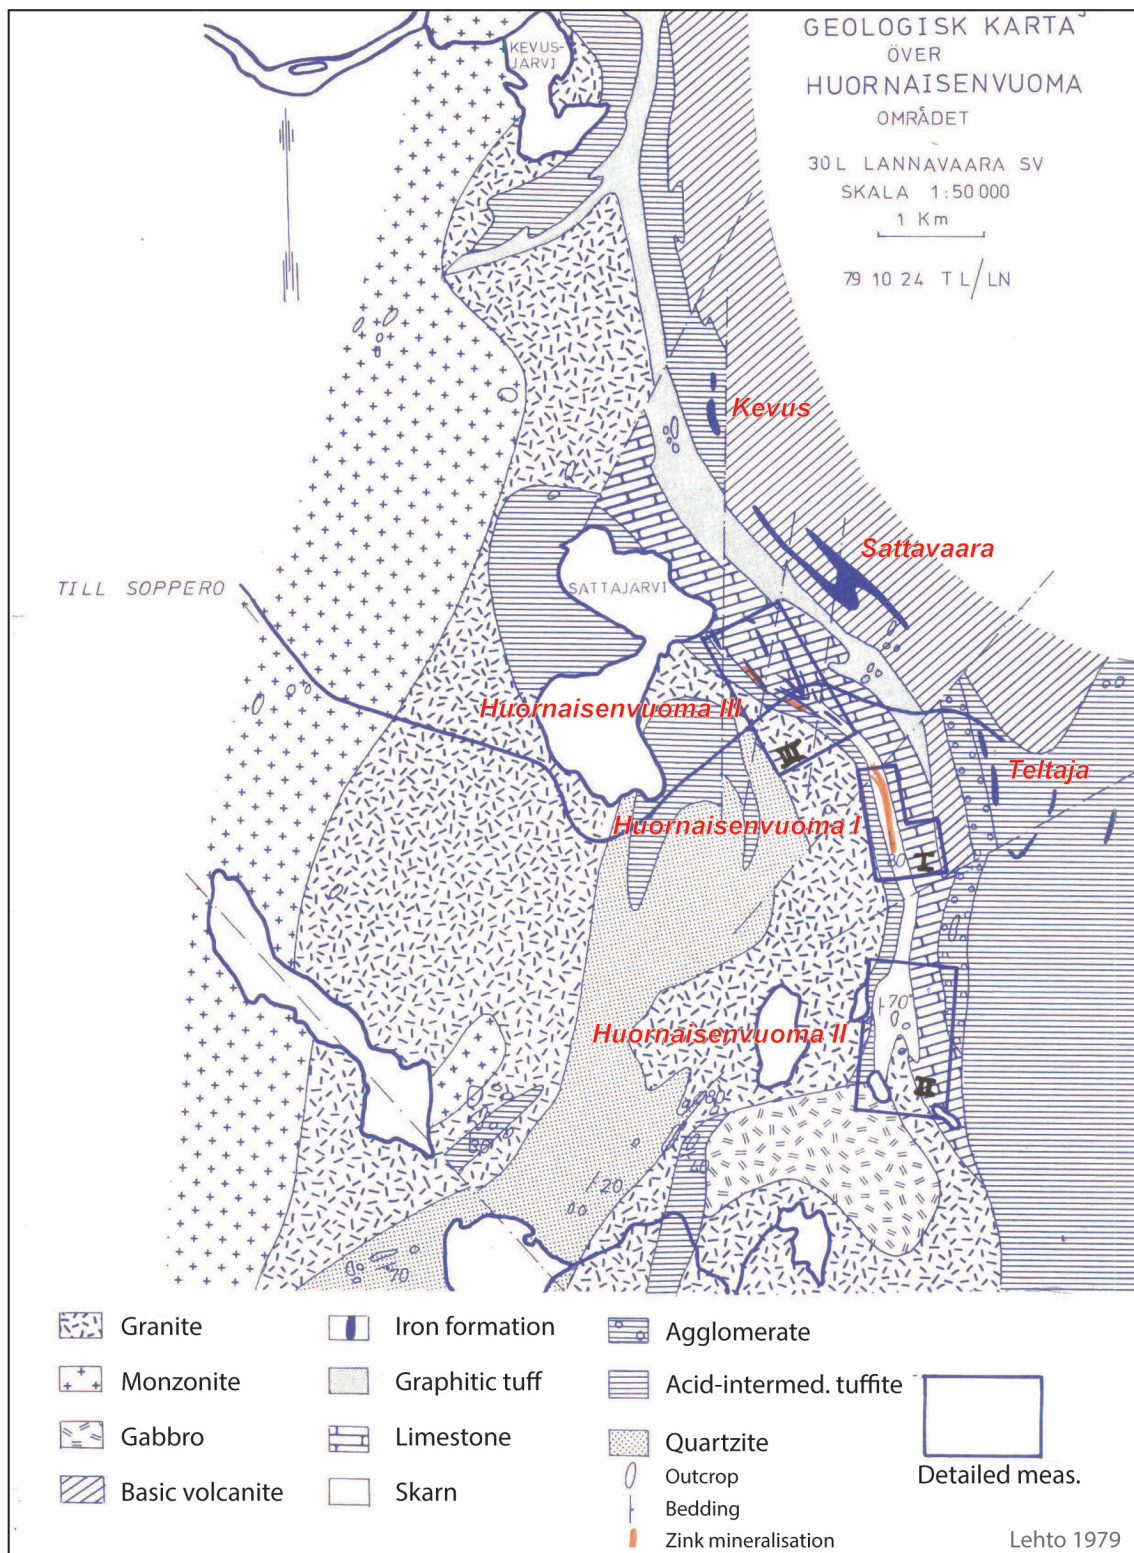 GEOLOGISK KARTA
ÖVER
HUORNAISENVUOMA
OMRÅDET
30 L LANNAVAARA SV
SKALA 1:50 000
1 Km
79 10 24 T L/LN
KEVUS-
JARVI
Kevus
Sattavaara
TILL SOPPERO
SATTAJARVI
Huornaisenvuoma III
III
Teltaja
Huornaisenvuoma I
80
I
70°
Huornaisenvuoma II
II
80
60
40
20
70
Granite
Monzonite
Gabbro
Basic volcanite
Iron formation
Graphitic tuff
Limestone
Skarn
Agglomerate
Acid-intermed. tuffite
Quartzite
Outcrop
Bedding
Zink mineralisation
Detailed meas.
Lehto 1979